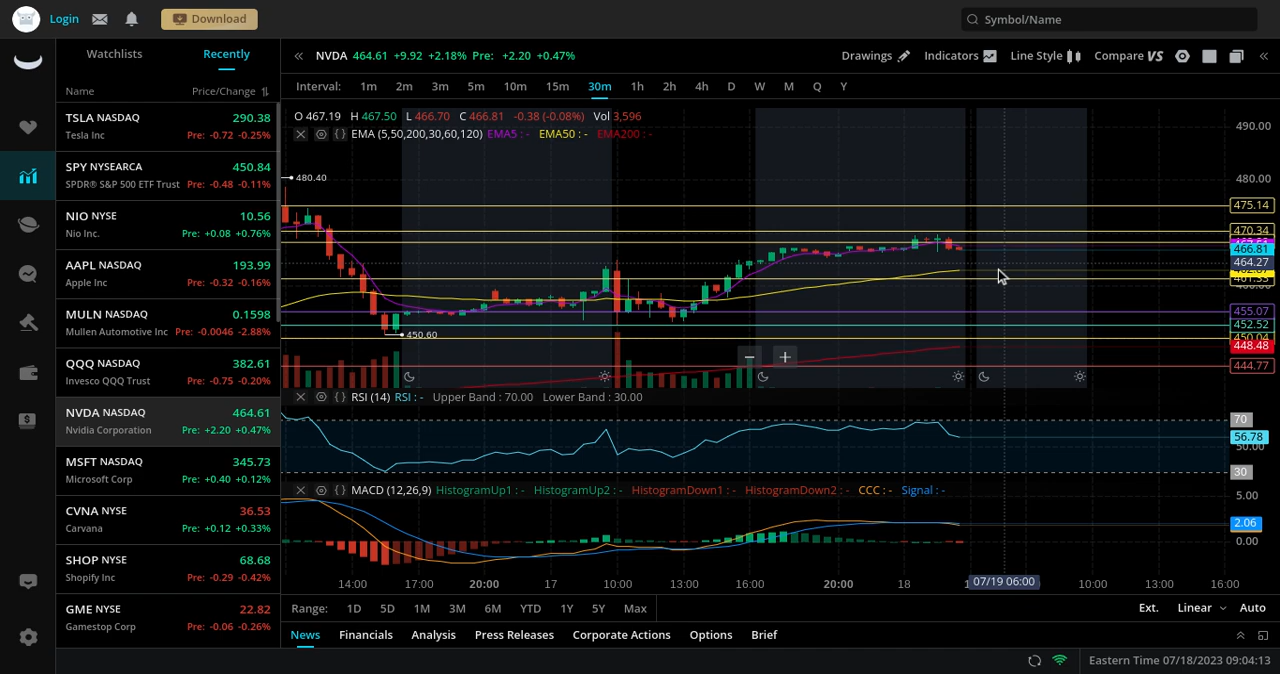 Login
Download
Symbol/Name
Watchlists Recently
Name Price/Change
TSLA NASDAQ 290.38
Tesla Inc Pre: -0.72 -0.25%
SPY NYSEARCA 450.84
SPDR® S&P 500 ETF Trust Pre: -0.48 -0.11%
NIO NYSE 10.56
Nio Inc. Pre: +0.08 +0.76%
AAPL NASDAQ 193.99
Apple Inc Pre: -0.32 -0.16%
MULN NASDAQ 0.1598
Mullen Automotive Inc Pre: -0.0046 -2.88%
QQQ NASDAQ 382.61
Invesco QQQ Trust Pre: -0.75 -0.20%
NVDA NASDAQ 464.61
Nvidia Corporation Pre: +2.20 +0.47%
MSFT NASDAQ 345.73
Microsoft Corp Pre: +0.40 +0.12%
CVNA NYSE 36.53
Carvana Pre: +0.12 +0.33%
SHOP NYSE 68.68
Shopify Inc Pre: -0.29 -0.42%
GME NYSE 22.82
Gamestop Corp Pre: -0.06 -0.26%
NVDA 464.61 +9.92 +2.18% Pre: +2.20 +0.47%
Drawings Indicators Line Style Compare VS
Interval: 1m 2m 3m 5m 10m 15m 30m 1h 2h 4h D W M Q Y
O 467.19 H 467.50 L 466.70 C 466.81 -0.38 (-0.08%) Vol 3,596
EMA (5,50,200,30,60,120) EMA5 : - EMA50 : - EMA200 : -
480.40
450.60
490.00
480.00
475.14
470.34
466.81
464.27
455.07
452.52
450.04
448.48
444.77
RSI (14) RSI : - Upper Band : 70.00 Lower Band : 30.00
70
56.78
30
MACD (12,26,9) HistogramUp1 : - HistogramUp2 : - HistogramDown1 : - HistogramDown2 : - CCC : - Signal : -
5.00
2.06
0.00
14:00 17:00 20:00 17 10:00 13:00 16:00 20:00 18 07/19 06:00 10:00 13:00 16:00
Range: 1D 5D 1M 3M 6M YTD 1Y 5Y Max
Ext. Linear Auto
News Financials Analysis Press Releases Corporate Actions Options Brief
Eastern Time 07/18/2023 09:04:13